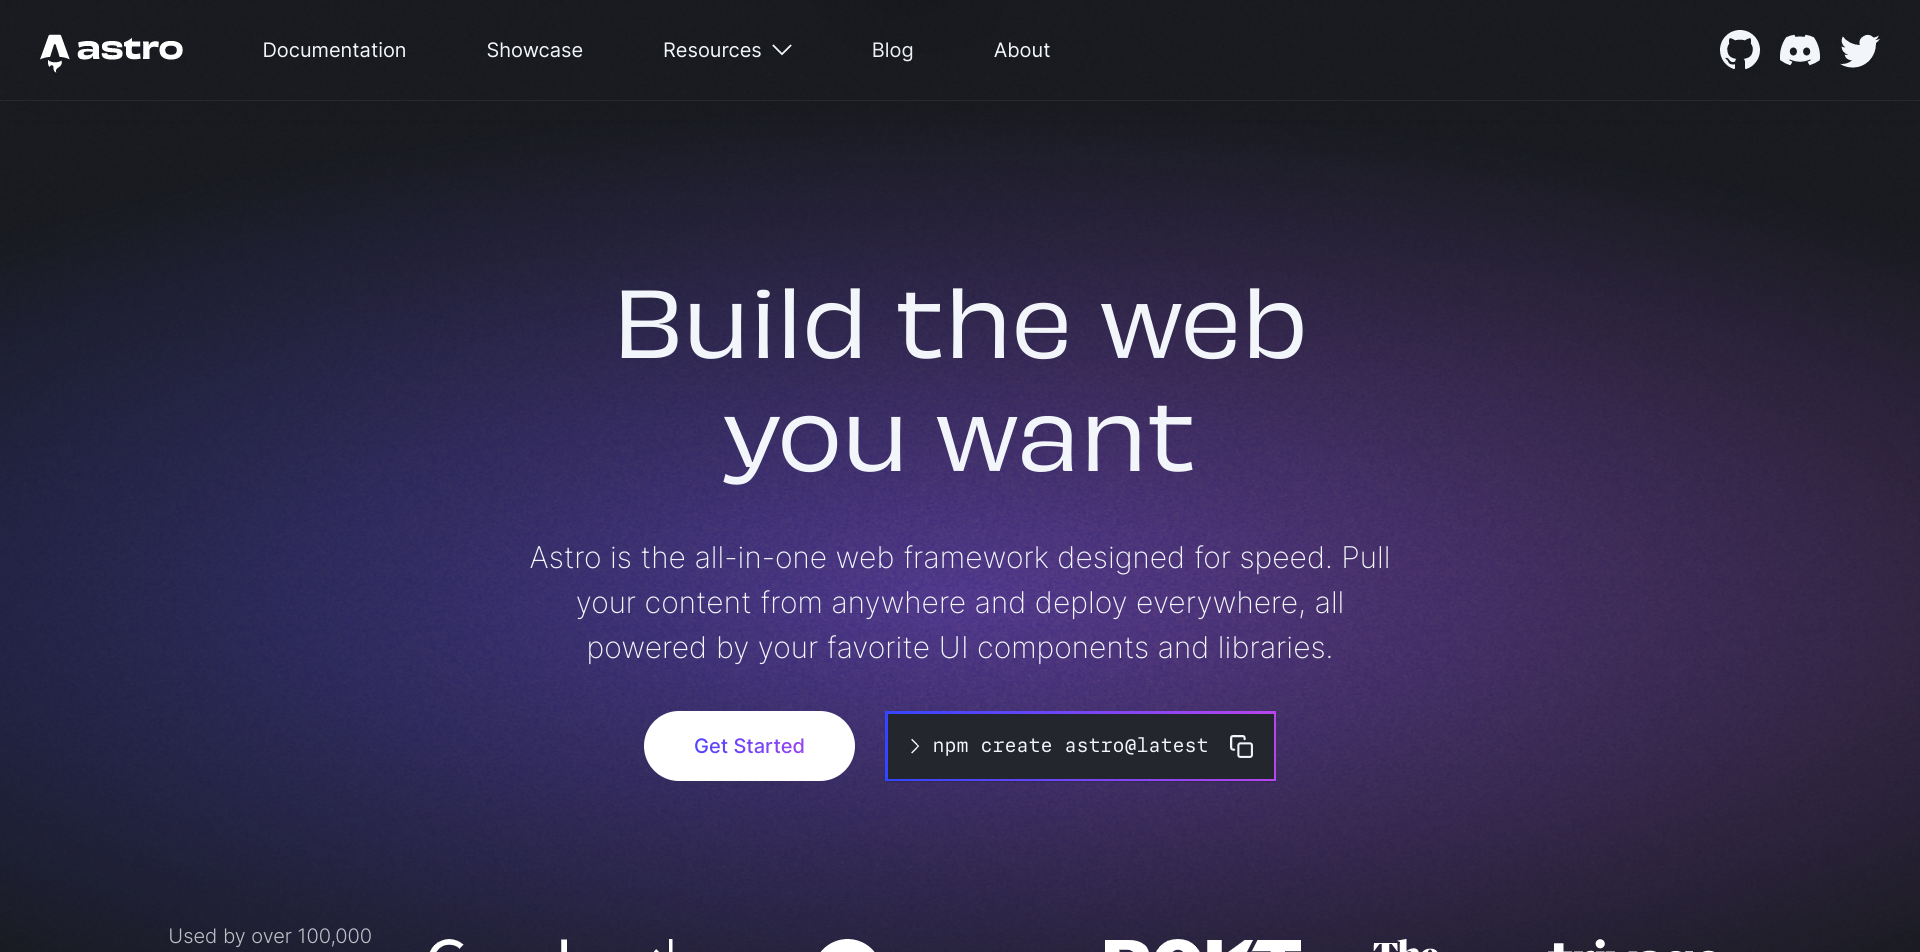 astro
Documentation
Showcase
Resources
Blog
About
Build the web
you want
Astro is the all-in-one web framework designed for speed. Pull
your content from anywhere and deploy everywhere, all
powered by your favorite UI components and libraries.
Get Started
> npm create astro@latest
Used by over 100,000
The